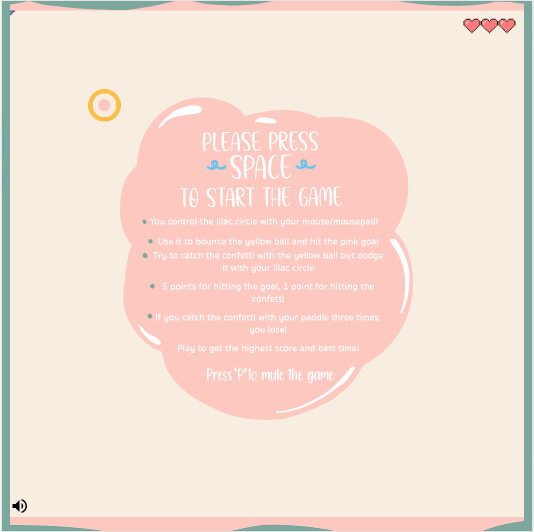 PLEASE PRESS
SPACE
TO START THE GAME
You control the lilac circle with your mouse/mousepad!
Use it to bounce the yellow ball and hit the pink goal
Try to catch the confetti with the yellow ball but dodge
it with your lilac circle
5 points for hitting the goal, 1 point for hitting the
confetti
If you catch the confetti with your paddle three times,
you lose!
Play to get the highest score and best time!
Press "P" to mute the game